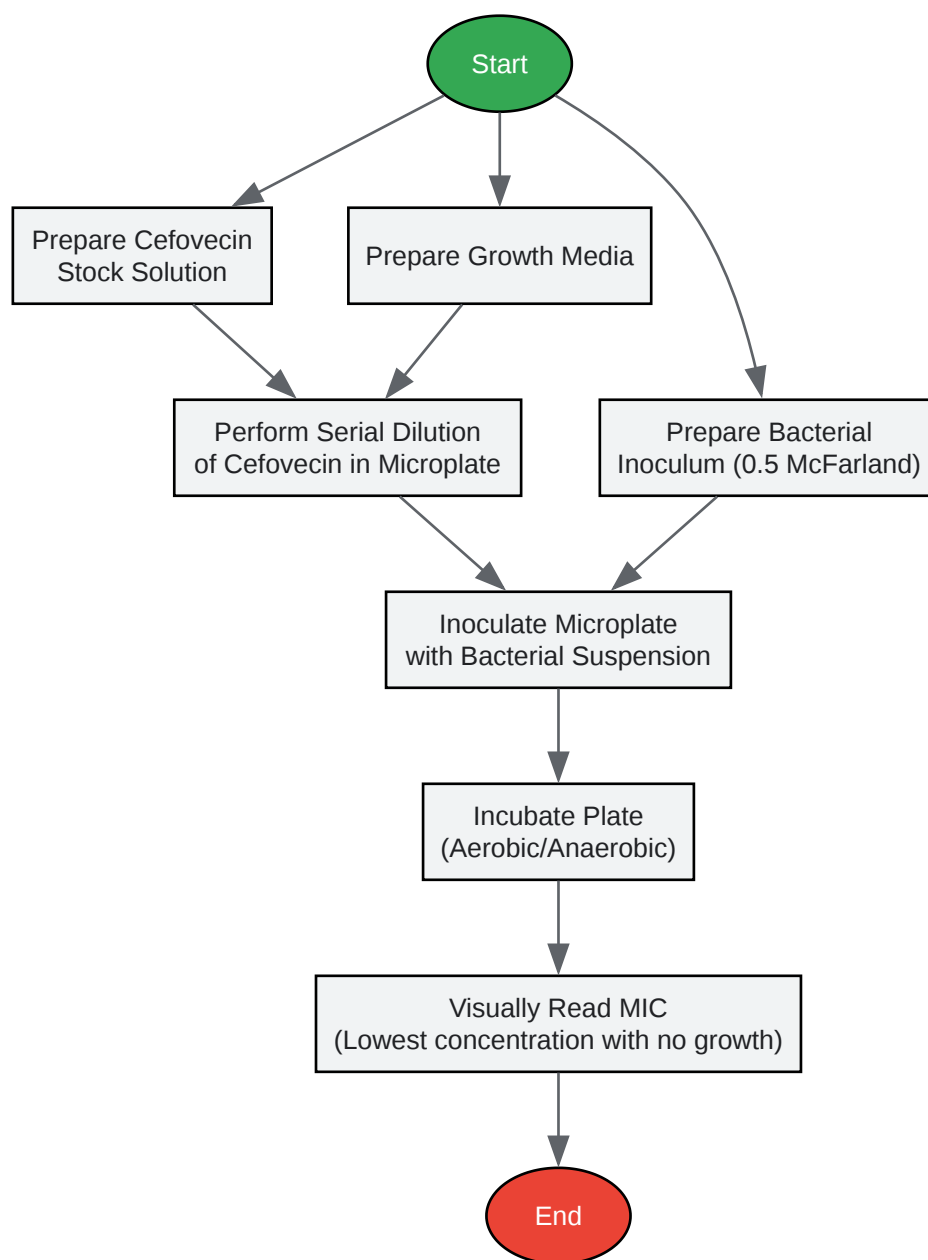 Start
Prepare Cefovecin
Stock Solution
Prepare Growth Media
Perform Serial Dilution
of Cefovecin in Microplate
Prepare Bacterial
Inoculum (0.5 McFarland)
Inoculate Microplate
with Bacterial Suspension
Incubate Plate
(Aerobic/Anaerobic)
Visually Read MIC
(Lowest concentration with no growth)
End